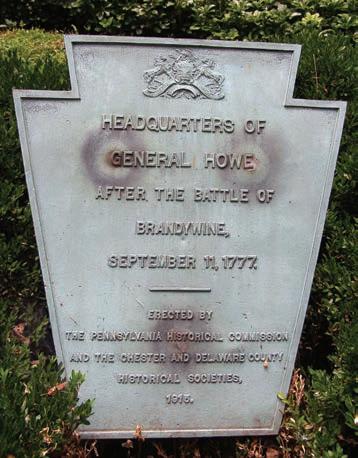 HEADQUARTERS OF
GENERAL HOWE
AFTER THE BATTLE OF
BRANDYWINE,
SEPTEMBER 11, 1777.
ERECTED BY
THE PENNSYLVANIA HISTORICAL COMMISSION
AND THE CHESTER AND DELAWARE COUNTY
HISTORICAL SOCIETIES,
1915.